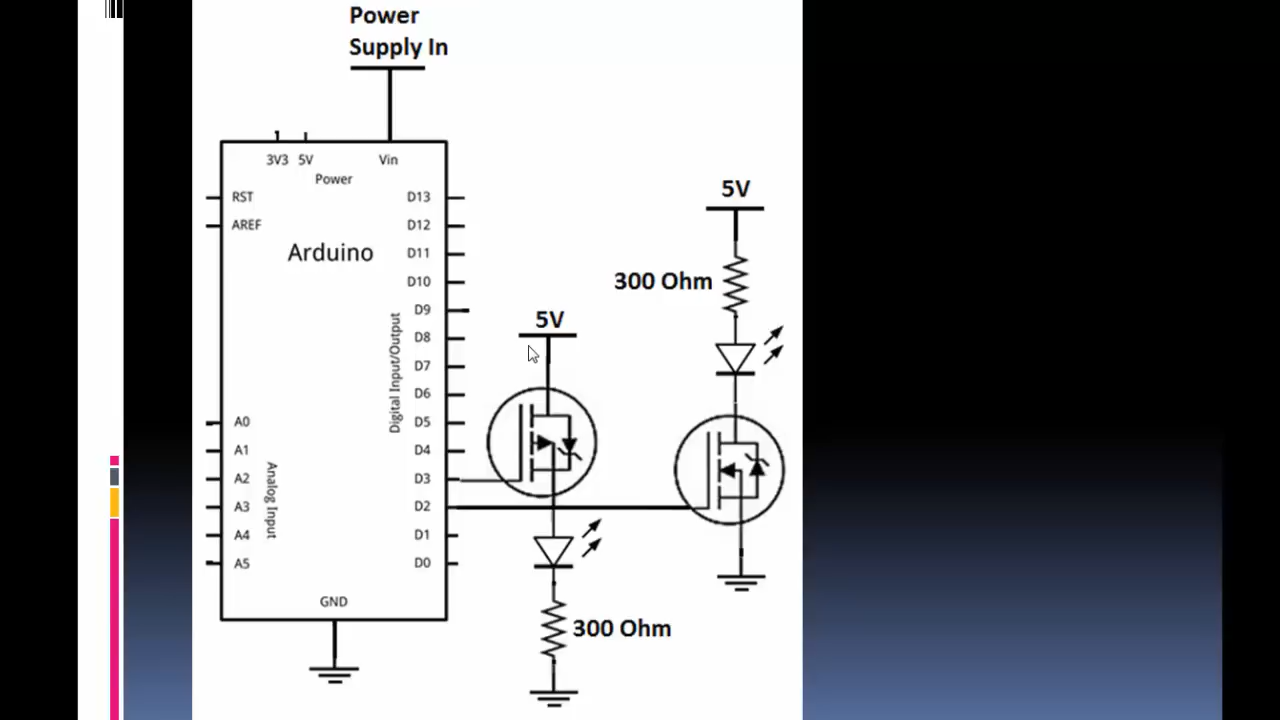 Power
Supply In
3V3 5V Vin
Power
RST
AREF
Arduino
D13
D12
D11
D10
D9
D8
D7
D6
D5
D4
D3
D2
D1
D0
Digital Input/Output
A0
A1
A2
A3
A4
A5
Analog Input
GND
5V
300 Ohm
5V
300 Ohm